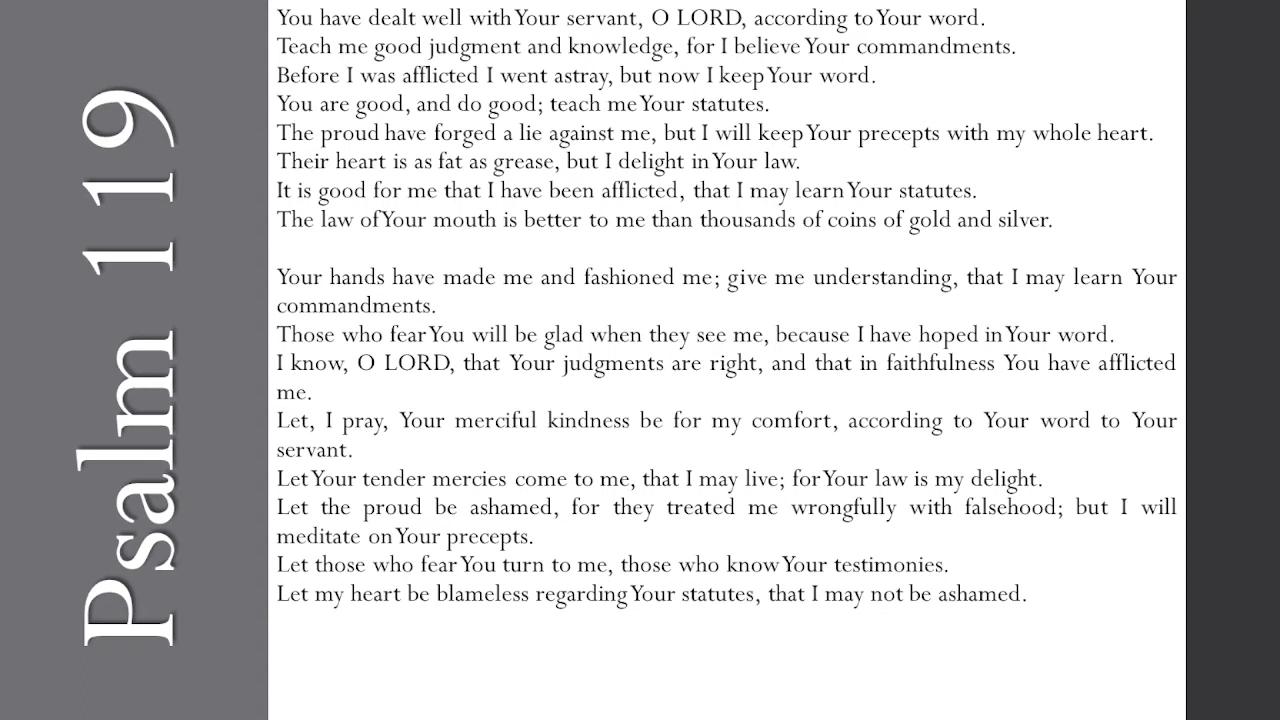 Psalm 119
You have dealt well with Your servant, O LORD, according to Your word.
Teach me good judgment and knowledge, for I believe Your commandments.
Before I was afflicted I went astray, but now I keep Your word.
You are good, and do good; teach me Your statutes.
The proud have forged a lie against me, but I will keep Your precepts with my whole heart.
Their heart is as fat as grease, but I delight in Your law.
It is good for me that I have been afflicted, that I may learn Your statutes.
The law of Your mouth is better to me than thousands of coins of gold and silver.
Your hands have made me and fashioned me; give me understanding, that I may learn Your
commandments.
Those who fear You will be glad when they see me, because I have hoped in Your word.
I know, O LORD, that Your judgments are right, and that in faithfulness You have afflicted
me.
Let, I pray, Your merciful kindness be for my comfort, according to Your word to Your
servant.
Let Your tender mercies come to me, that I may live; for Your law is my delight.
Let the proud be ashamed, for they treated me wrongfully with falsehood; but I will
meditate on Your precepts.
Let those who fear You turn to me, those who know Your testimonies.
Let my heart be blameless regarding Your statutes, that I may not be ashamed.